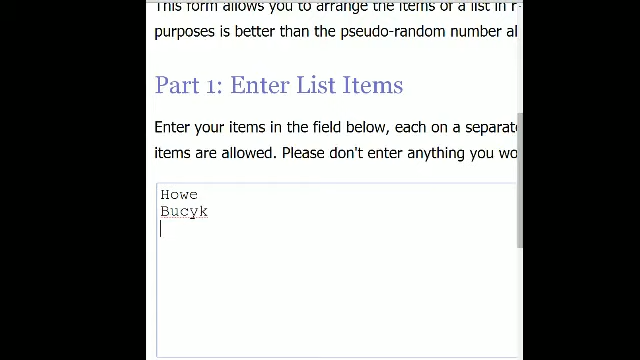 This form allows you to arrange the items of a list in r
purposes is better than the pseudo-random number al
Part 1: Enter List Items
Enter your items in the field below, each on a separate
items are allowed. Please don't enter anything you wo
Howe
Bucyk